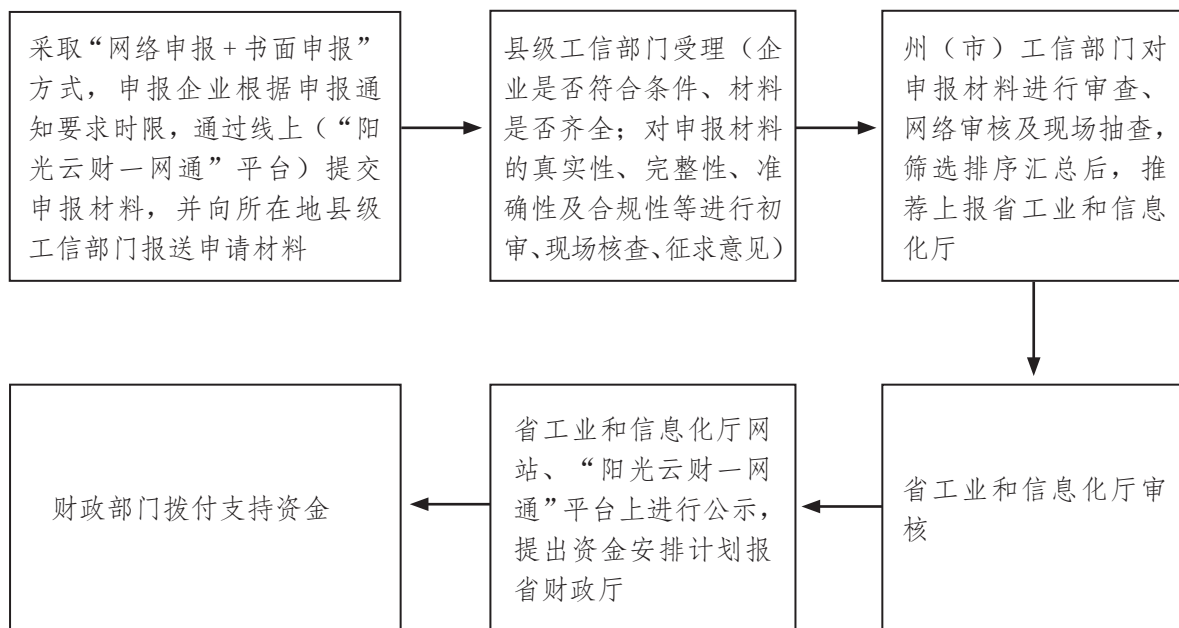 采取“网络申报+书面申报”
方式，申报企业根据申报通
知要求时限，通过线上（“阳
光云财一网通”平台）提交
申报材料，并向所在地县级
工信部门报送申请材料
县级工信部门受理（企
业是否符合条件、材料
是否齐全；对申报材料
的真实性、完整性、准
确性及合规性等进行初
审、现场核查、征求意见）
州（市）工信部门对
申报材料进行审查、
网络审核及现场抽查，
筛选排序汇总后，推
荐上报省工业和信息
化厅
省工业和信息化厅审
核
省工业和信息化厅网
站、“阳光云财一网
通”平台上进行公示，
提出资金安排计划报
省财政厅
财政部门拨付支持资金